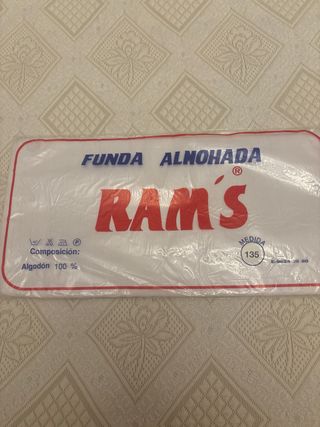 FUNDA ALMOHADA
RAM´S ®
MEDIDA
135
Composición:
Algodón 100 %